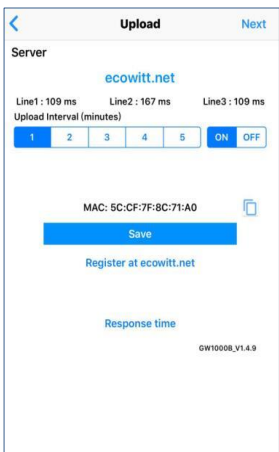 Upload Next
Server
ecowitt.net
Line1 : 109 ms Line2 : 167 ms Line3 : 109 ms
Upload Interval (minutes)
1 2 3 4 5 ON OFF
MAC: 5C:CF:7F:8C:71:A0
Save
Register at ecowitt.net
Response time
GW1000B_V1.4.9